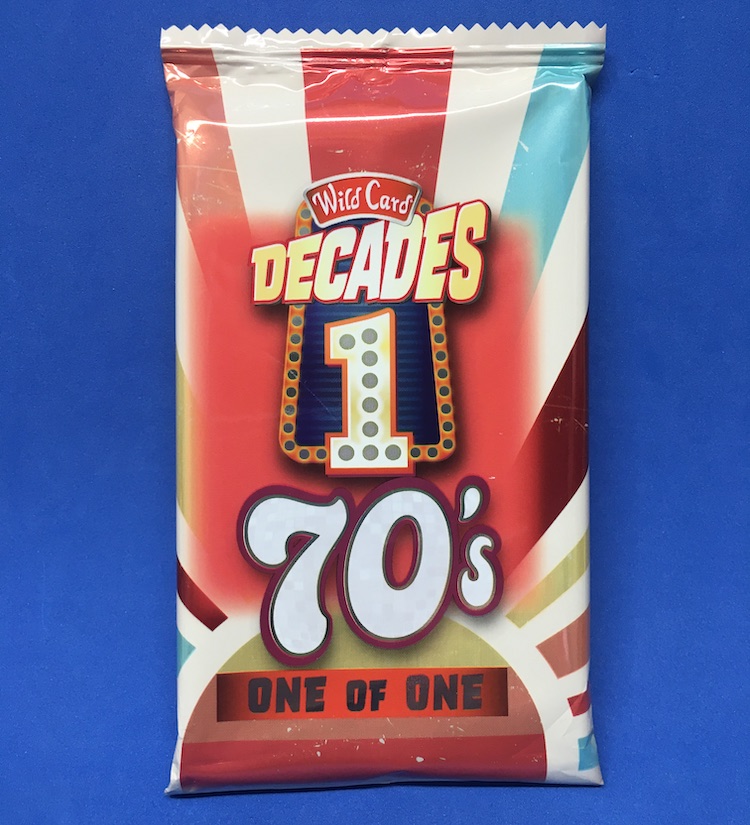 Wild Card
DECADES
1
70's
ONE OF ONE